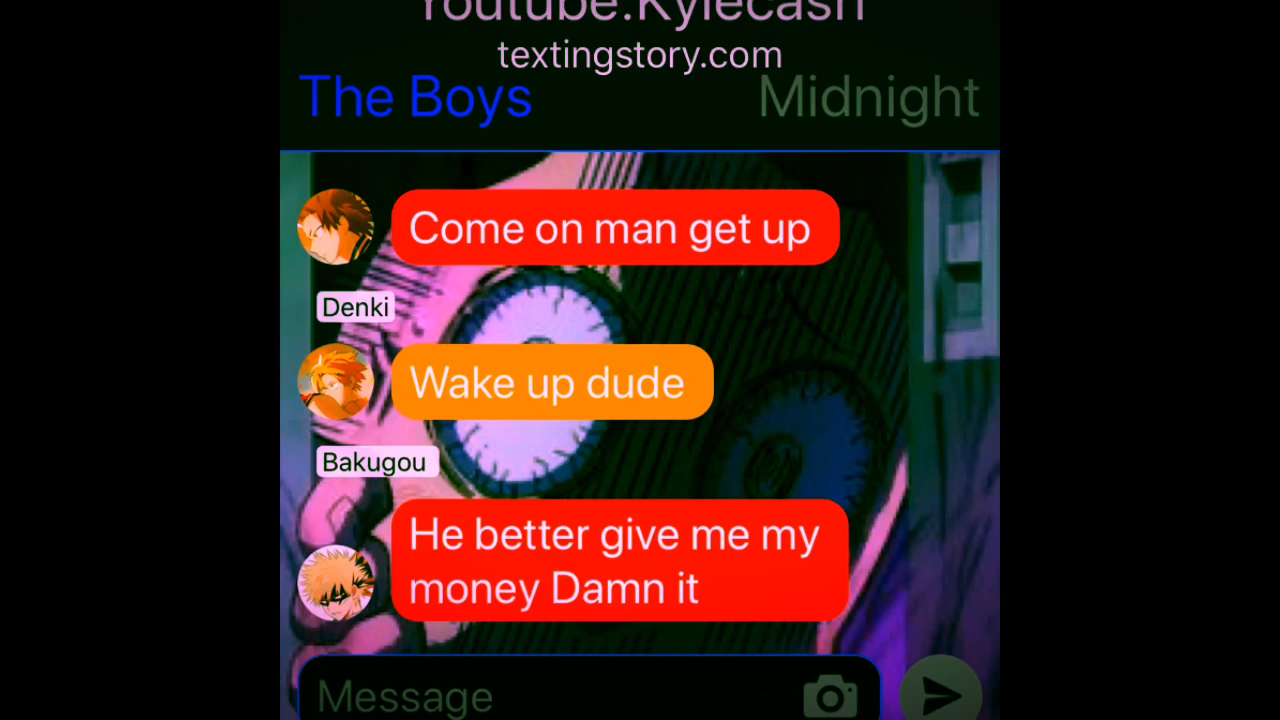 Youtube.Kylecash
textingstory.com
The Boys Midnight
Come on man get up
Denki
Wake up dude
Bakugou
He better give me my
money Damn it
Message